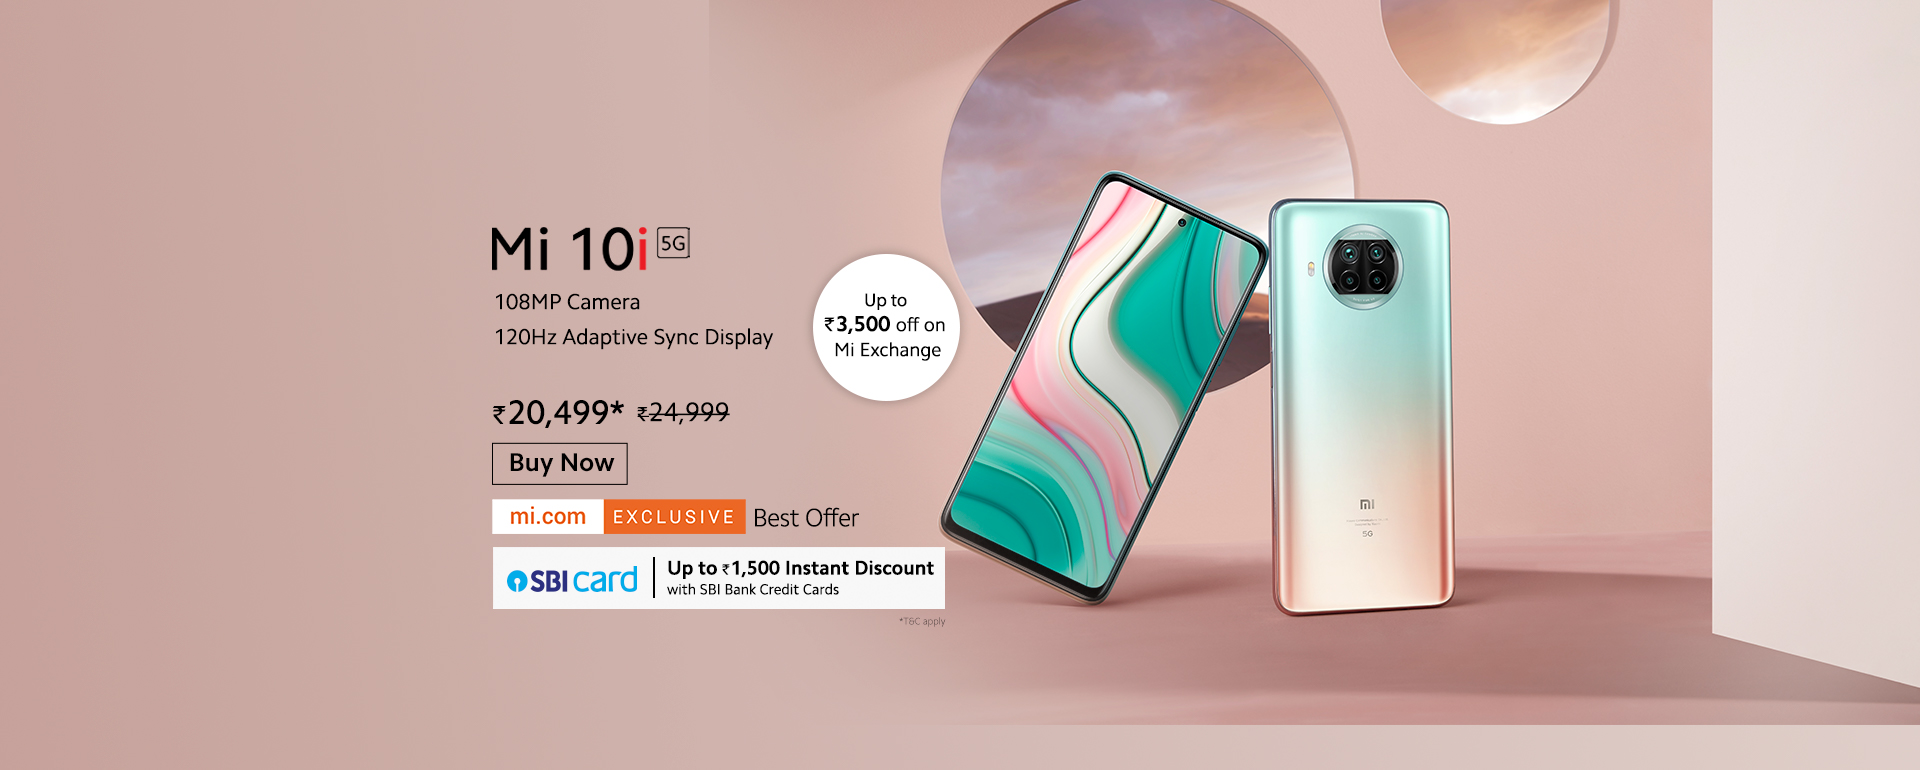 Mi 10i 5G
108MP Camera
120Hz Adaptive Sync Display
Up to
₹3,500 off on
Mi Exchange
₹20,499* ₹24,999
Buy Now
mi.com EXCLUSIVE Best Offer
SBI card
Up to ₹1,500 Instant Discount
with SBI Bank Credit Cards
*T&C apply
mi
5G